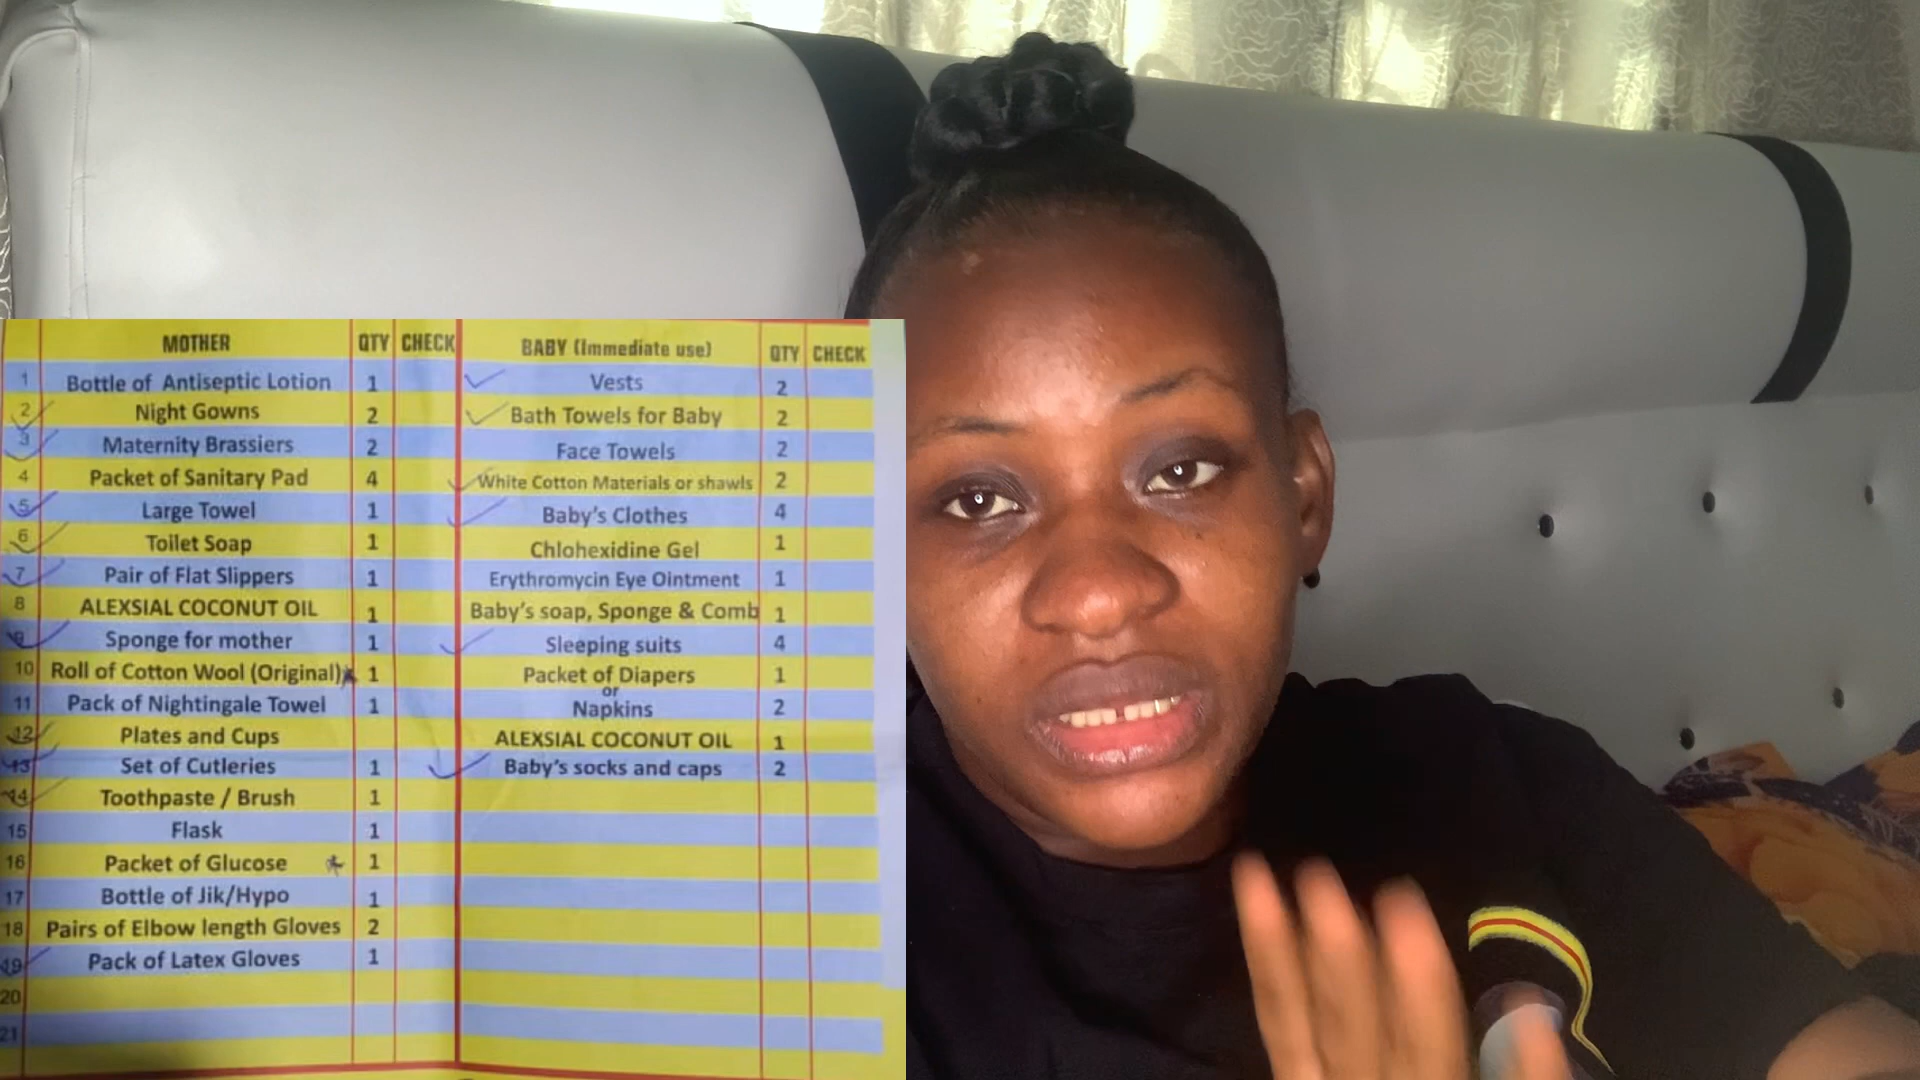 MOTHER QTY CHECK BABY (Immediate use) QTY CHECK
1 Bottle of Antiseptic Lotion 1 Vests 2
2 Night Gowns 2 Bath Towels for Baby 2
3 Maternity Brassiers 2 Face Towels 2
4 Packet of Sanitary Pad 4 White Cotton Materials or shawls 2
5 Large Towel 1 Baby's Clothes 4
6 Toilet Soap 1 Chlohexidine Gel 1
7 Pair of Flat Slippers 1 Erythromycin Eye Ointment 1
8 ALEXSIAL COCONUT OIL 1 Baby's soap, Sponge & Comb 1
9 Sponge for mother 1 Sleeping suits 4
10 Roll of Cotton Wool (Original) 1 Packet of Diapers 1
or
11 Pack of Nightingale Towel 1 Napkins 2
12 Plates and Cups ALEXSIAL COCONUT OIL 1
13 Set of Cutleries 1 Baby's socks and caps 2
14 Toothpaste / Brush 1
15 Flask 1
16 Packet of Glucose 1
17 Bottle of Jik/Hypo 1
18 Pairs of Elbow length Gloves 2
19 Pack of Latex Gloves 1
20
21